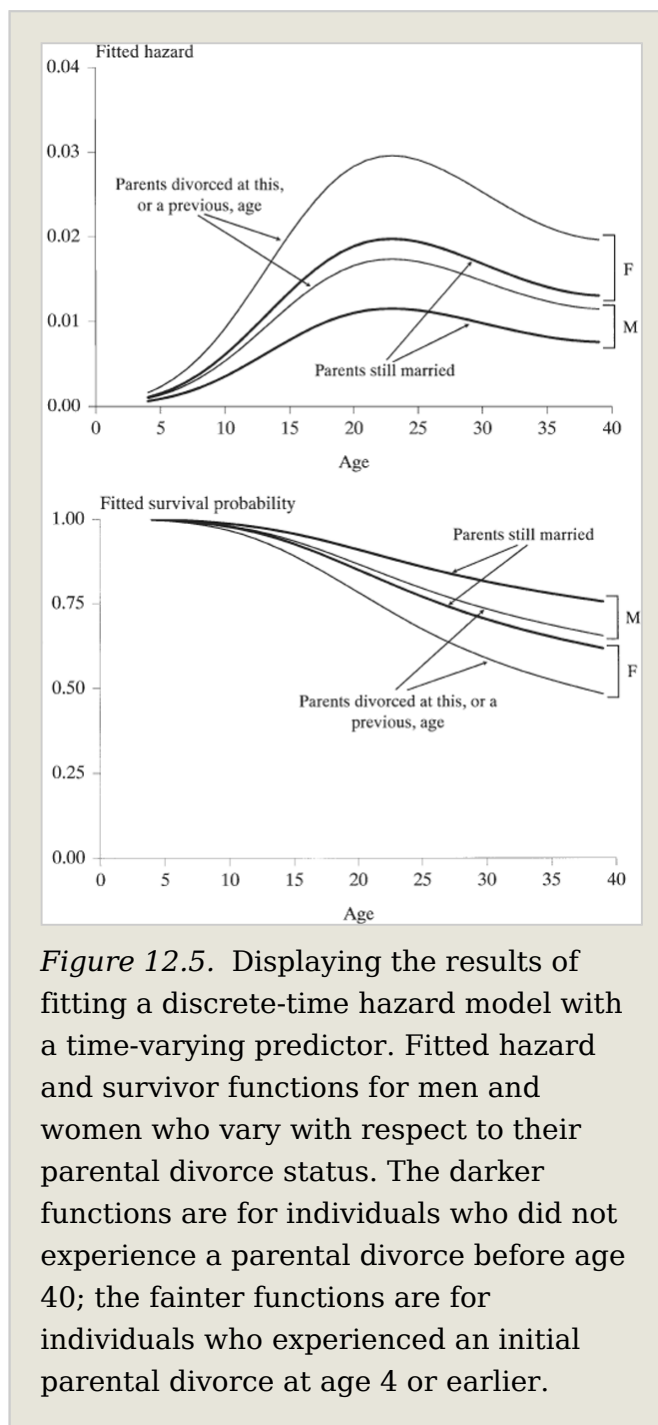 Fitted hazard
0.04
0.03
Parents divorced at this,
or a previous, age
0.02
F
0.01
M
Parents still married
0.00
0 5 10 15 20 25 30 35 40
Age
Fitted survival probability
1.00
Parents still married
0.75
M
F
0.50
Parents divorced at this, or a
previous, age
0.25
0.00
0 5 10 15 20 25 30 35 40
Age
Figure 12.5. Displaying the results of
fitting a discrete-time hazard model with
a time-varying predictor. Fitted hazard
and survivor functions for men and
women who vary with respect to their
parental divorce status. The darker
functions are for individuals who did not
experience a parental divorce before age
40; the fainter functions are for
individuals who experienced an initial
parental divorce at age 4 or earlier.